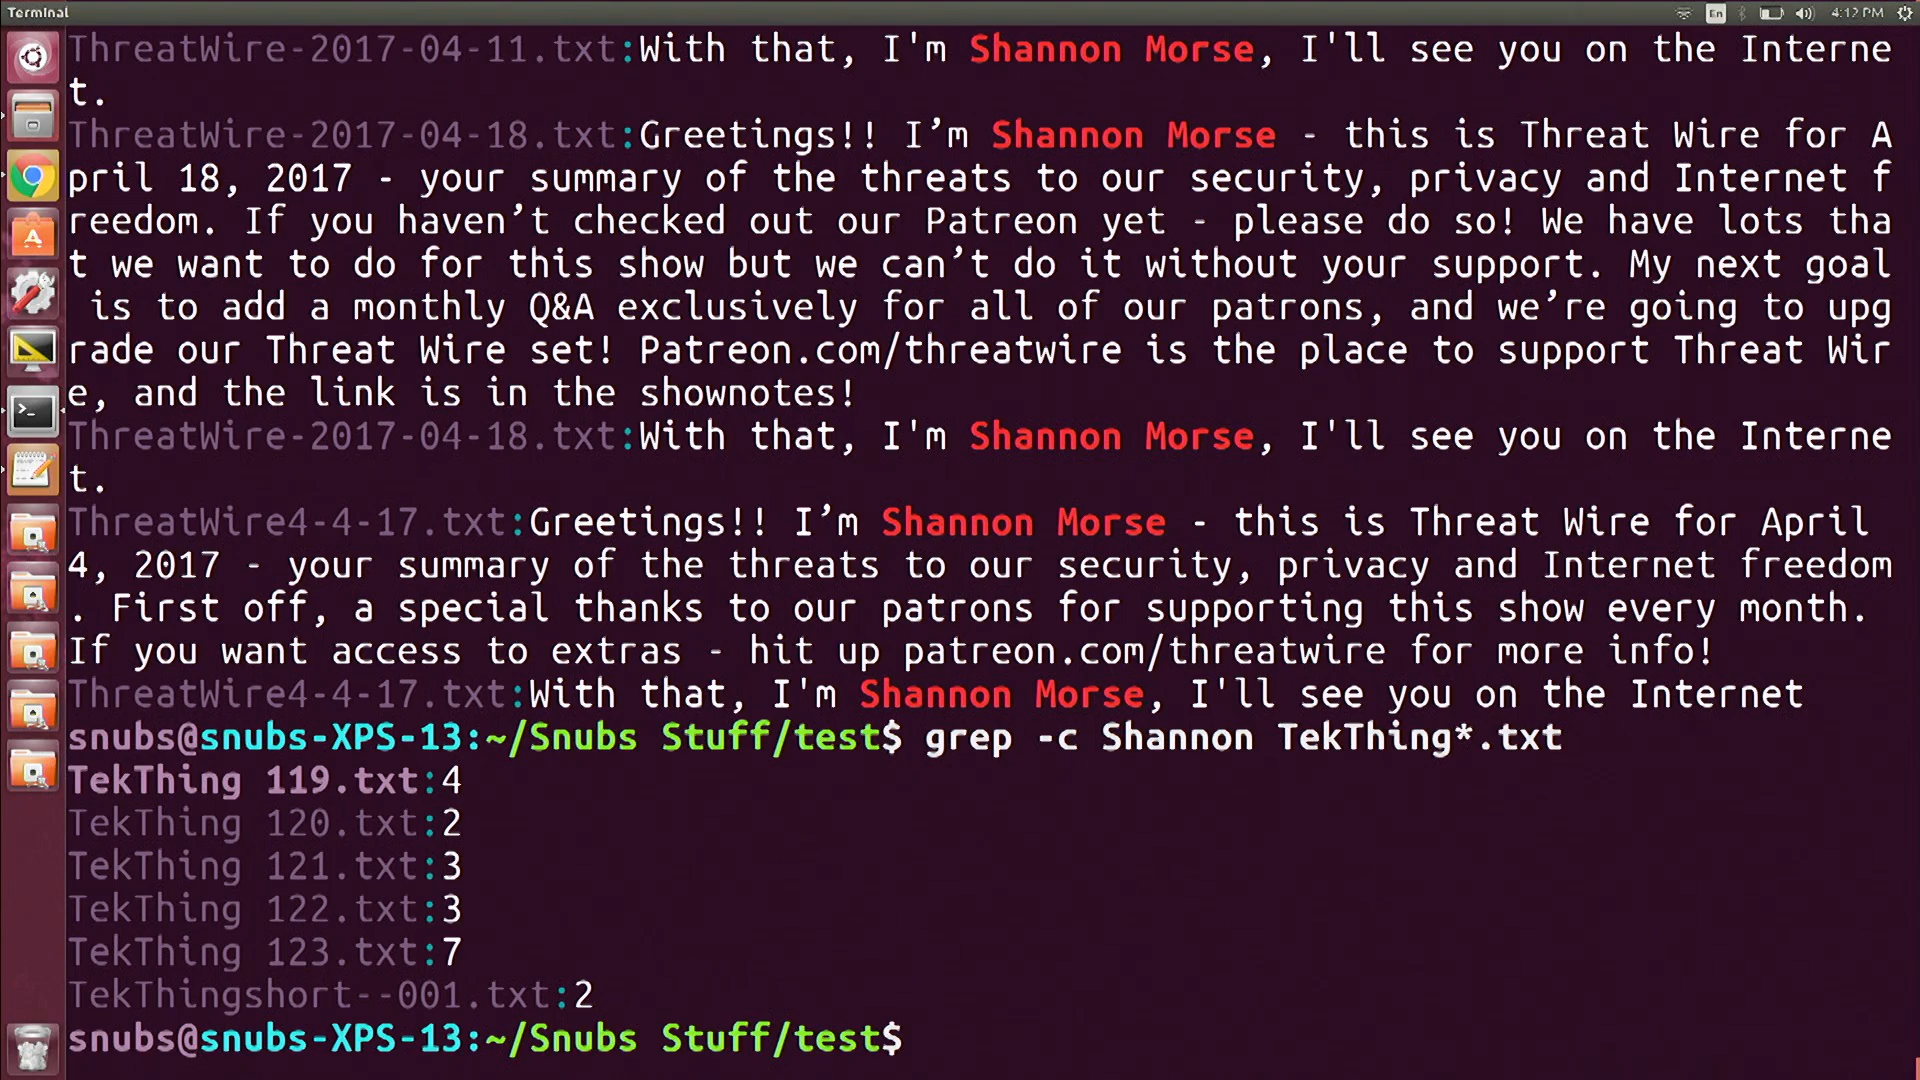 Terminal
En
4:12 PM
ThreatWire-2017-04-11.txt:With that, I'm Shannon Morse, I'll see you on the Interne
t.
ThreatWire-2017-04-18.txt:Greetings!! I’m Shannon Morse - this is Threat Wire for A
pril 18, 2017 - your summary of the threats to our security, privacy and Internet f
reedom. If you haven’t checked out our Patreon yet - please do so! We have lots tha
t we want to do for this show but we can’t do it without your support. My next goal
 is to add a monthly Q&A exclusively for all of our patrons, and we’re going to upg
rade our Threat Wire set! Patreon.com/threatwire is the place to support Threat Wir
e, and the link is in the shownotes!
ThreatWire-2017-04-18.txt:With that, I'm Shannon Morse, I'll see you on the Interne
t.
ThreatWire4-4-17.txt:Greetings!! I’m Shannon Morse - this is Threat Wire for April
4, 2017 - your summary of the threats to our security, privacy and Internet freedom
. First off, a special thanks to our patrons for supporting this show every month.
If you want access to extras - hit up patreon.com/threatwire for more info!
ThreatWire4-4-17.txt:With that, I'm Shannon Morse, I'll see you on the Internet
snubs@snubs-XPS-13:~/Snubs Stuff/test$ grep -c Shannon TekThing*.txt
TekThing 119.txt:4
TekThing 120.txt:2
TekThing 121.txt:3
TekThing 122.txt:3
TekThing 123.txt:7
TekThingshort--001.txt:2
snubs@snubs-XPS-13:~/Snubs Stuff/test$